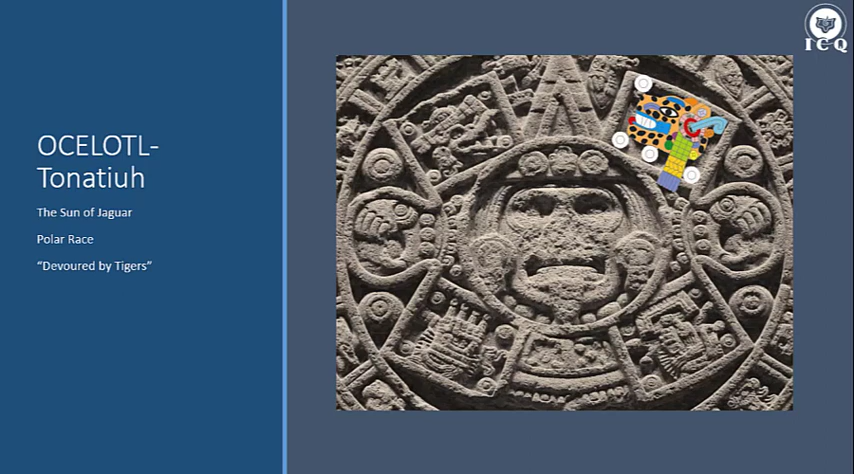 OCELOTL-
Tonatiuh
The Sun of Jaguar
Polar Race
“Devoured by Tigers”
ICQ